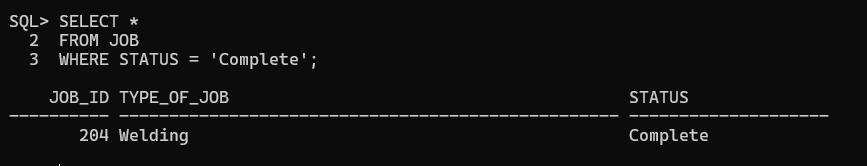 SQL> SELECT *
  2  FROM JOB
  3  WHERE STATUS = 'Complete';
    JOB_ID TYPE_OF_JOB                                        STATUS
---------- -------------------------------------------------- --------------------
       204 Welding                                            Complete